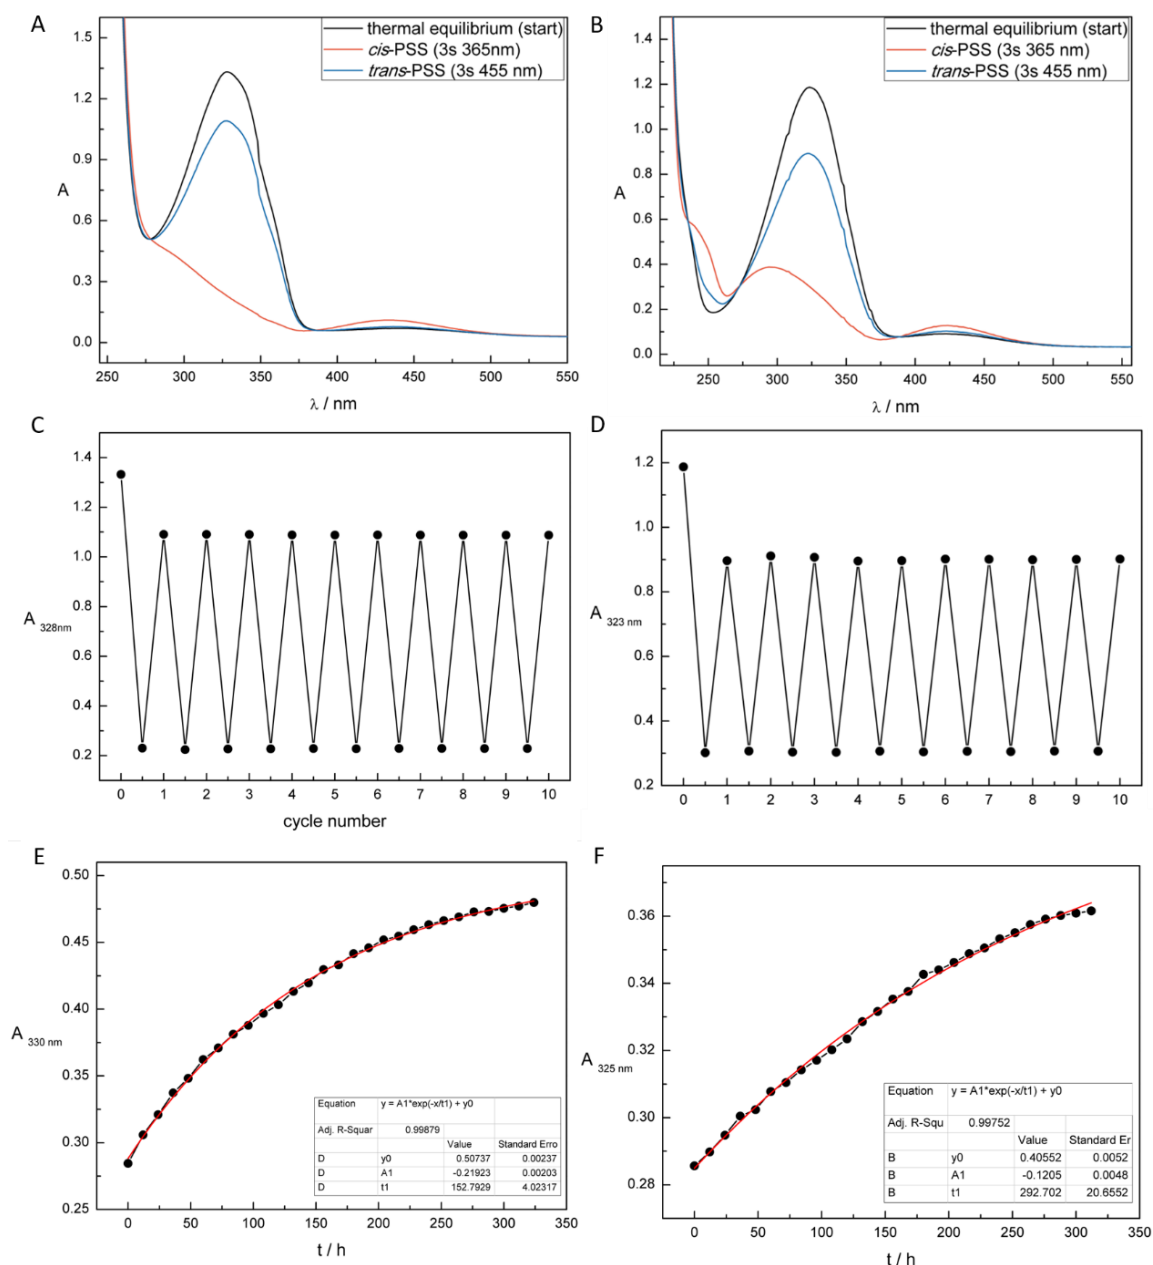 A
thermal equilibrium (start)
cis-PSS (3s 365nm)
trans-PSS (3s 455 nm)
1.5
1.2
0.9
A
0.6
0.3
0.0
250 300 350 400 450 500 550
λ / nm
B
thermal equilibrium (start)
cis-PSS (3s 365 nm)
trans-PSS (3s 455 nm)
1.4
1.2
1.0
0.8
A
0.6
0.4
0.2
0.0
250 300 350 400 450 500 550
λ / nm
C
1.4
1.2
1.0
0.8
A 328nm
0.6
0.4
0.2
0 1 2 3 4 5 6 7 8 9 10
cycle number
D
1.2
1.0
0.8
A 323 nm
0.6
0.4
0.2
0 1 2 3 4 5 6 7 8 9 10
E
0.50
0.45
0.40
A 330 nm
0.35
0.30
0.25
Equation y = A1*exp(-x/t1) + y0
Adj. R-Squar 0.99879
Value Standard Erro
D y0 0.50737 0.00237
D A1 -0.21923 0.00203
D t1 152.7929 4.02317
0 50 100 150 200 250 300 350
t / h
F
0.36
0.34
0.32
A 325 nm
0.30
0.28
Equation y = A1*exp(-x/t1) + y0
Adj. R-Squ 0.99752
Value Standard Er
B y0 0.40552 0.0052
B A1 -0.1205 0.0048
B t1 292.702 20.6552
0 50 100 150 200 250 300 350
t / h